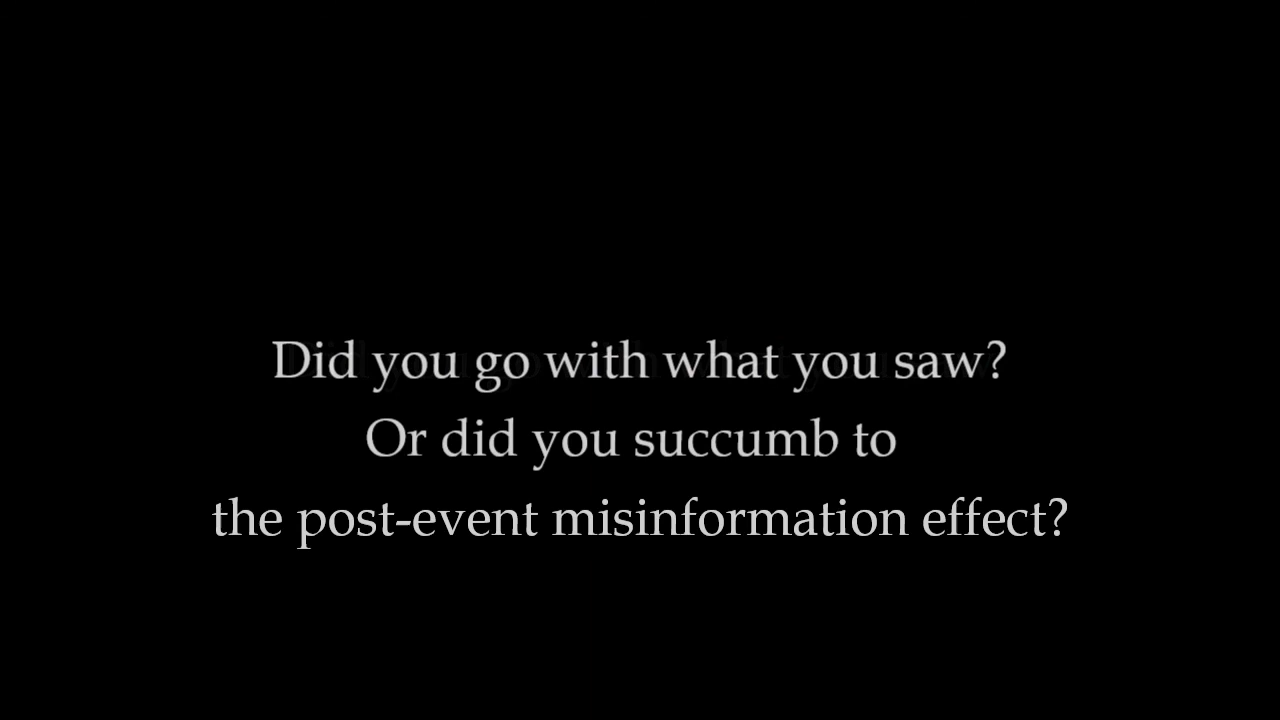 Did you go with what you saw?
Or did you succumb to
the post-event misinformation effect?